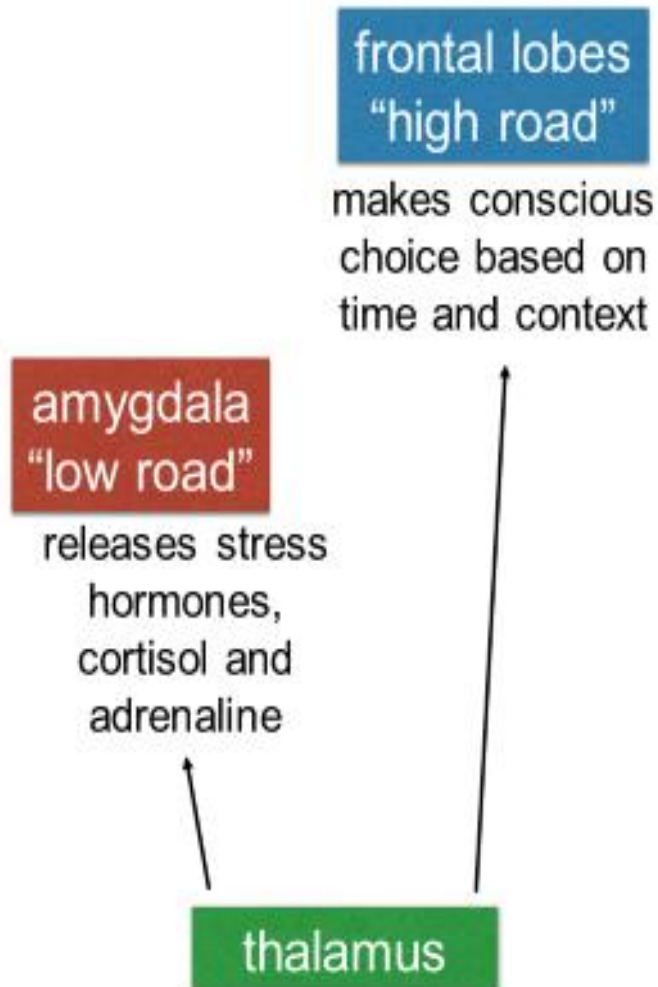 frontal lobes
“high road”
makes conscious
choice based on
time and context
amygdala
“low road”
releases stress
hormones,
cortisol and
adrenaline
thalamus